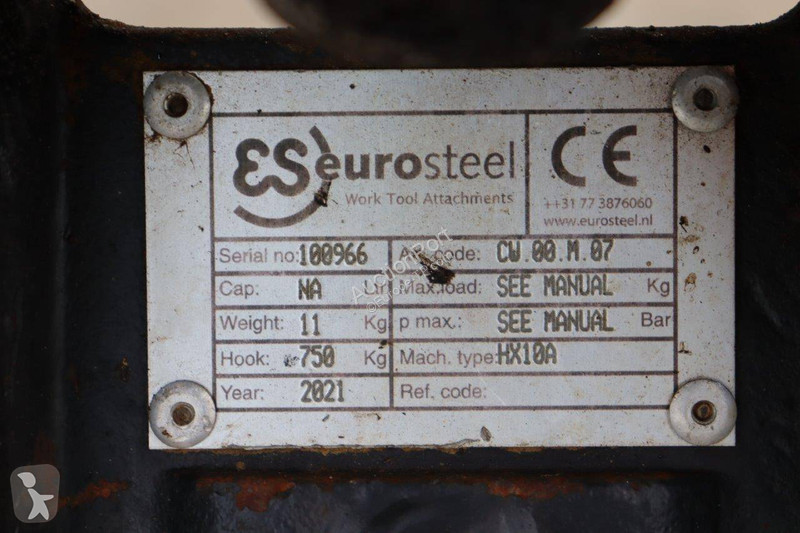 ES eurosteel
Work Tool Attachments
CE
++31 77 3876060
www.eurosteel.nl
Serial no: 100966 code: CW.00.M.07
Cap: NA Ltr Max.load: SEE MANUAL Kg
Weight: 11 Kg p max.: SEE MANUAL Bar
Hook: 750 Kg Mach. type: HX10A
Year: 2021 Ref. code:
AuctionPort